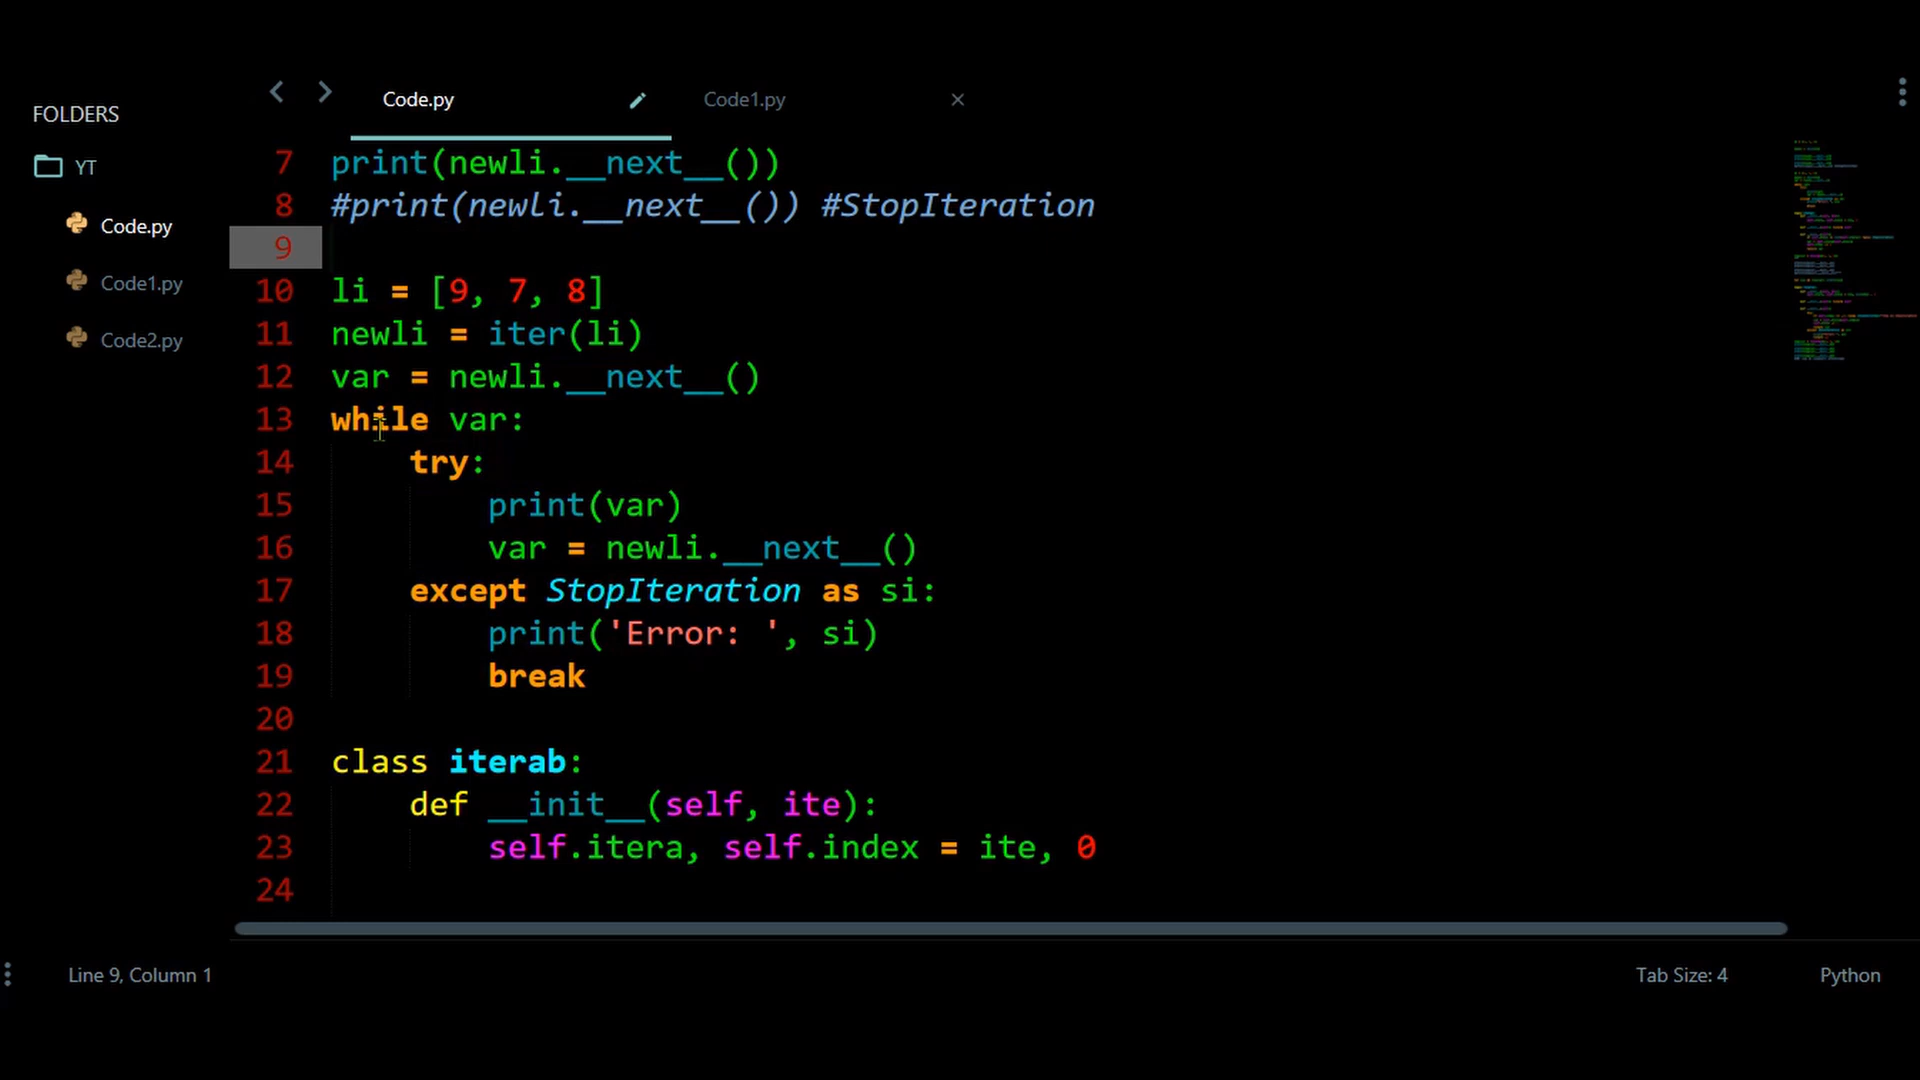 FOLDERS
YT
Code.py
Code1.py
Code2.py
Code.py
Code1.py
7 print(newli.__next__())
8 #print(newli.__next__()) #StopIteration
9
10 li = [9, 7, 8]
11 newli = iter(li)
12 var = newli.__next__()
13 while var:
14 try:
15 print(var)
16 var = newli.__next__()
17 except StopIteration as si:
18 print('Error: ', si)
19 break
20
21 class iterab:
22 def __init__(self, ite):
23 self.itera, self.index = ite, 0
24
Line 9, Column 1
Tab Size: 4
Python